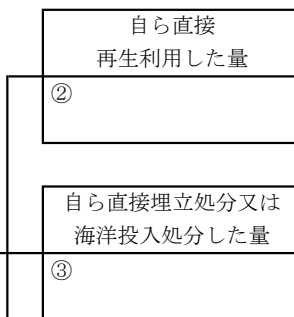 自ら直接
再生利用した量
②
自ら直接埋立処分又は
海洋投入処分した量
③